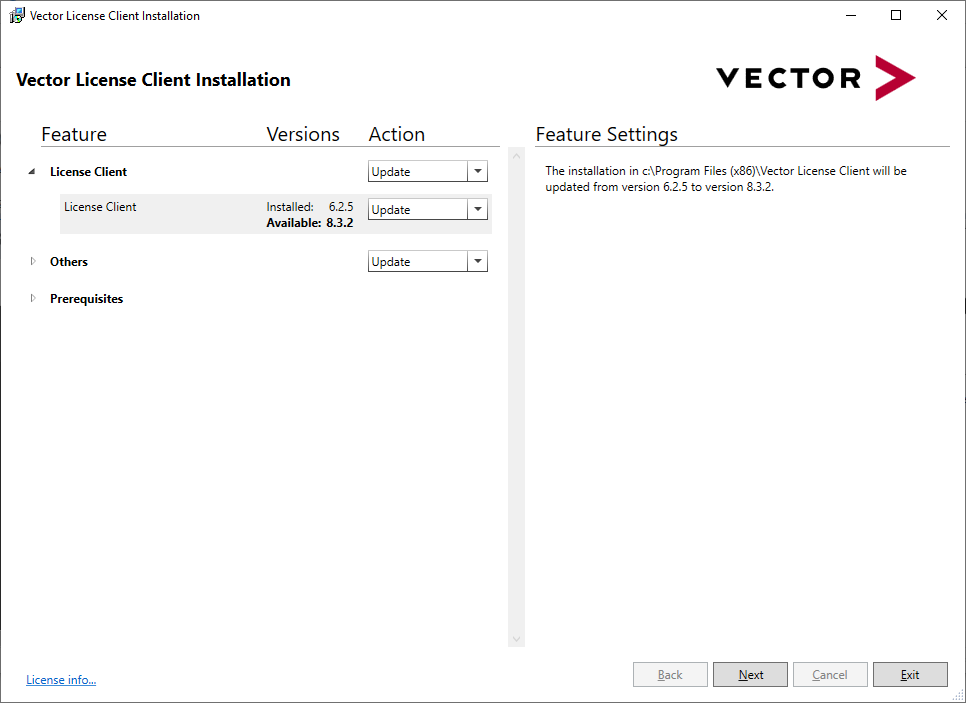 Vector License Client Installation
Vector License Client Installation
VECTOR
Feature Versions Action
Feature Settings
License Client Update
The installation in c:\Program Files (x86)\Vector License Client will be
updated from version 6.2.5 to version 8.3.2.
License Client Installed: 6.2.5 Update
Available: 8.3.2
Others Update
Prerequisites
License info...
Back Next Cancel Exit